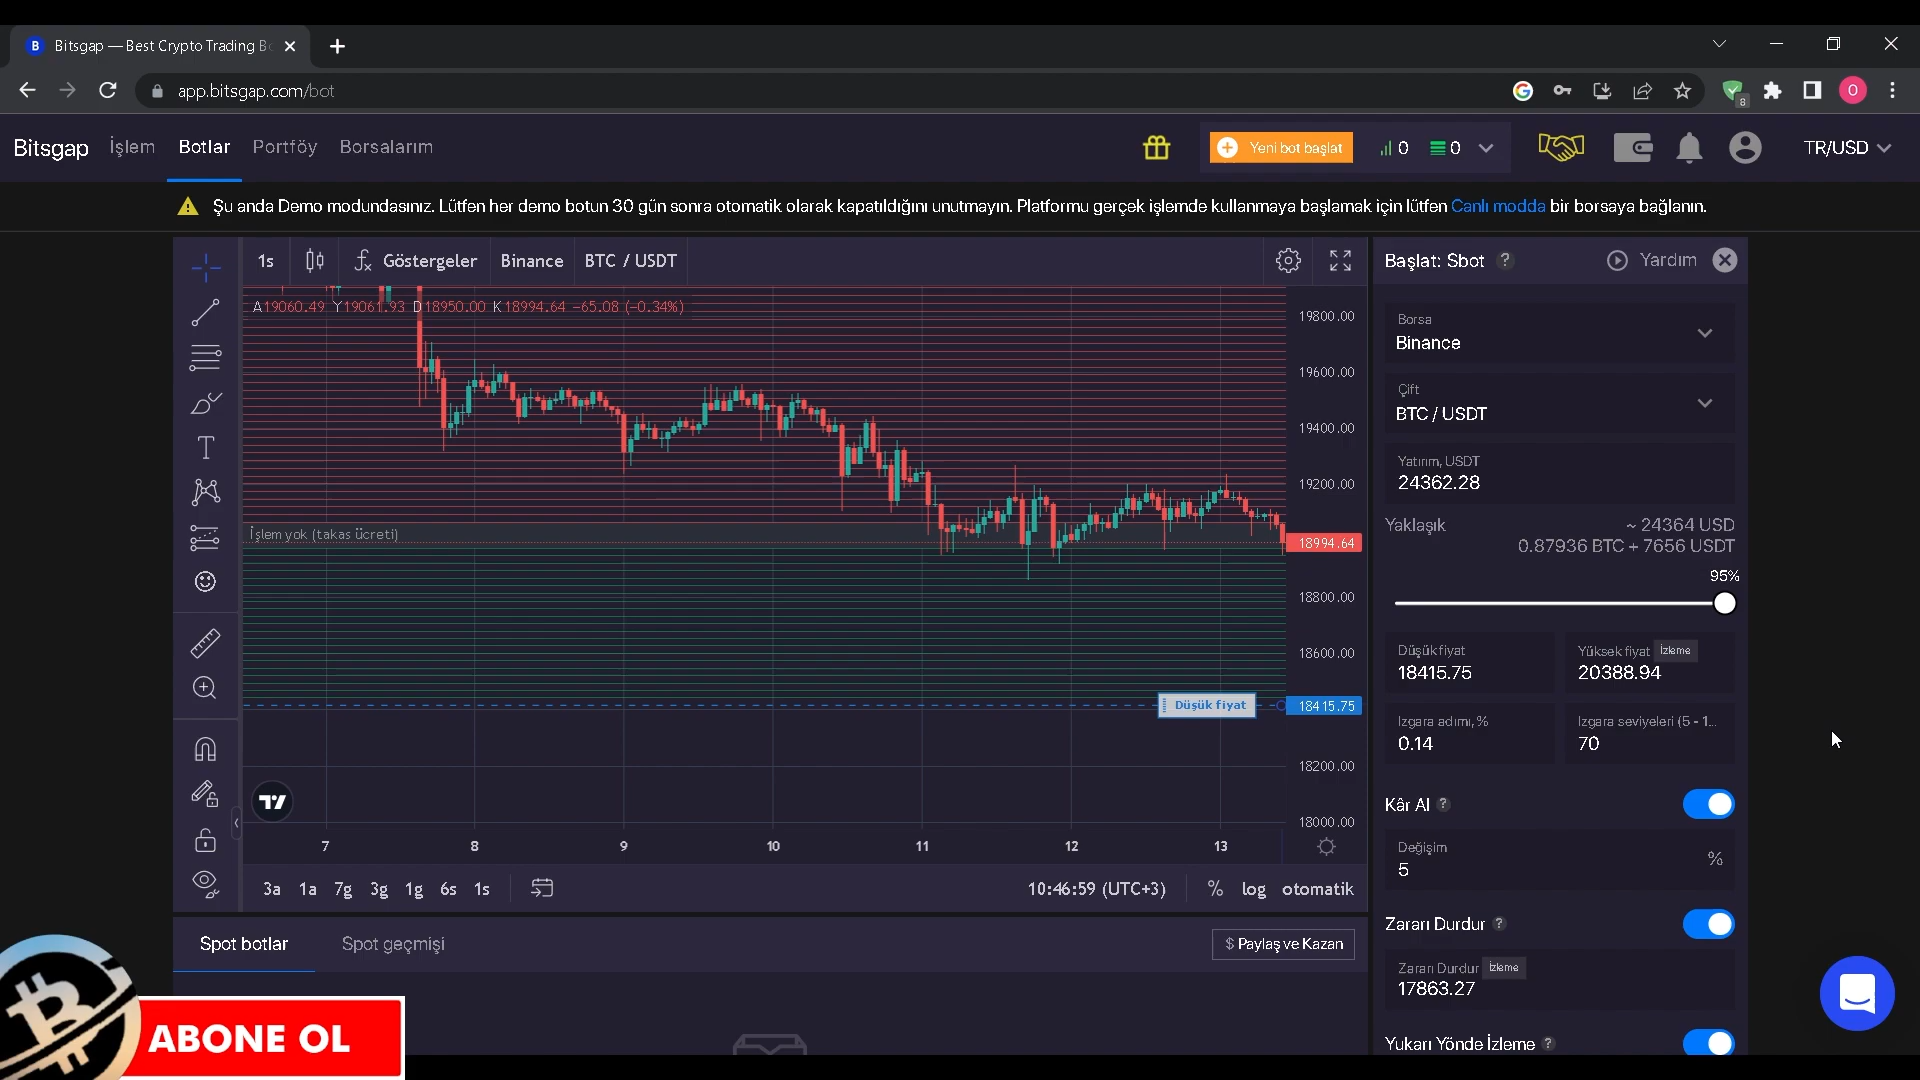 Bitsgap — Best Crypto Trading Bo
app.bitsgap.com/bot
8
O
Bitsgap
İşlem
Botlar
Portföy
Borsalarım
Yeni bot başlat
0
0
TR/USD
Şu anda Demo modundasınız. Lütfen her demo botun 30 gün sonra otomatik olarak kapatıldığını unutmayın. Platformu gerçek işlemde kullanmaya başlamak için lütfen Canlı modda bir borsaya bağlanın.
1s
Göstergeler
Binance
BTC / USDT
A19060.49 Y19061.93 D18950.00 K18994.64 −65.08 (−0.34%)
İşlem yok (takas ücreti)
Düşük fiyat
19800.00
19600.00
19400.00
19200.00
18994.64
18800.00
18600.00
18415.75
18200.00
18000.00
7
8
9
10
11
12
13
3a
1a
7g
3g
1g
6s
1s
10:46:59 (UTC+3)
%
log
otomatik
Spot botlar
Spot geçmişi
$ Paylaş ve Kazan
Başlat: Sbot ?
Yardım
Borsa
Binance
Çift
BTC / USDT
Yatırım, USDT
24362.28
Yaklaşık
~ 24364 USD
0.87936 BTC + 7656 USDT
95%
Düşük fiyat
18415.75
Yüksek fiyat İzleme
20388.94
Izgara adımı, %
0.14
Izgara seviyeleri (5 - 1...
70
Kâr Al ?
Değişim
5
%
Zararı Durdur ?
Zararı Durdur İzleme
17863.27
Yukarı Yönde İzleme ?
ABONE OL